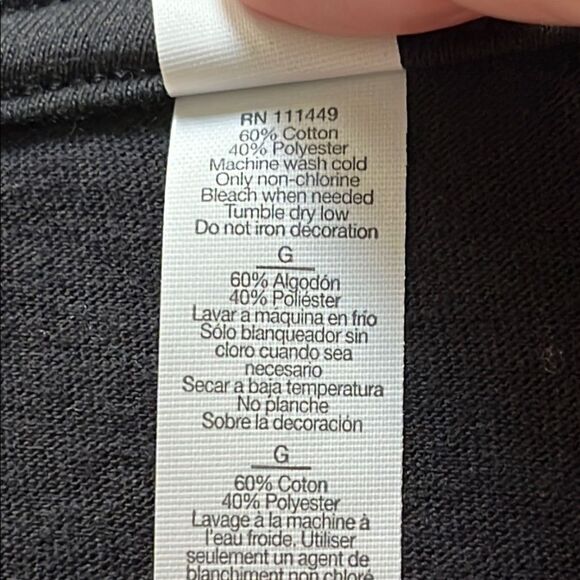 RN 111449
60% Cotton
40% Polyester
Machine wash cold
Only non-chlorine
Bleach when needed
Tumble dry low
Do not iron decoration
G
60% Algodón
40% Poliéster
Lavar a máquina en frío
Sólo blanqueador sin
cloro cuando sea
necesario
Secar a baja temperatura
No planche
Sobre la decoración
G
60% Coton
40% Polyester
Lavage à la machine à
l'eau froide. Utiliser
seulement un agent de
blanchiment non chloré